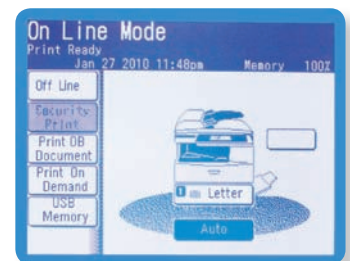 On Line Mode
Print Ready
Jan 27 2010 11:48pm Memory 100%
Off Line
Security
Print
Print OB
Document
Print On
Demand
USB
Memory
1 Letter
Auto